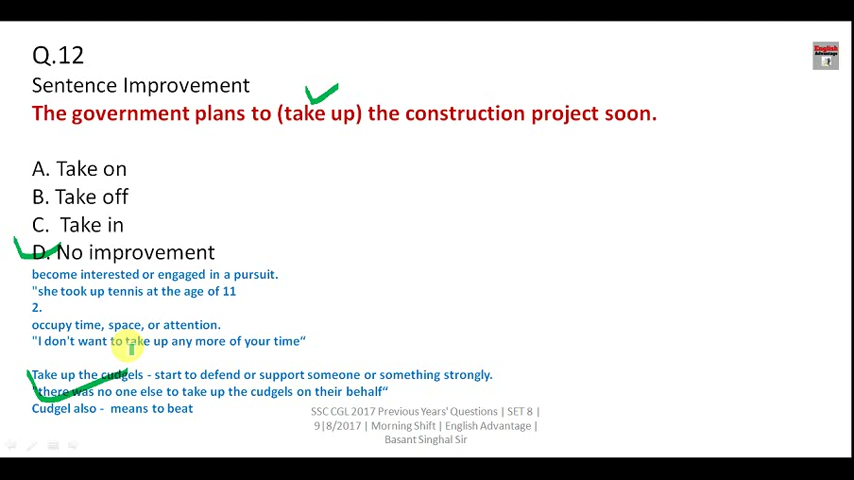 Q.12
English
Advantage
Sentence Improvement
The government plans to (take up) the construction project soon.
A. Take on
B. Take off
C.  Take in
D. No improvement
become interested or engaged in a pursuit.
"she took up tennis at the age of 11
2.
occupy time, space, or attention.
"I don't want to take up any more of your time“
Take up the cudgels - start to defend or support someone or something strongly.
"there was no one else to take up the cudgels on their behalf“
Cudgel also -  means to beat
SSC CGL 2017 Previous Years' Questions | SET 8 |
9|8/2017 | Morning Shift | English Advantage |
Basant Singhal Sir